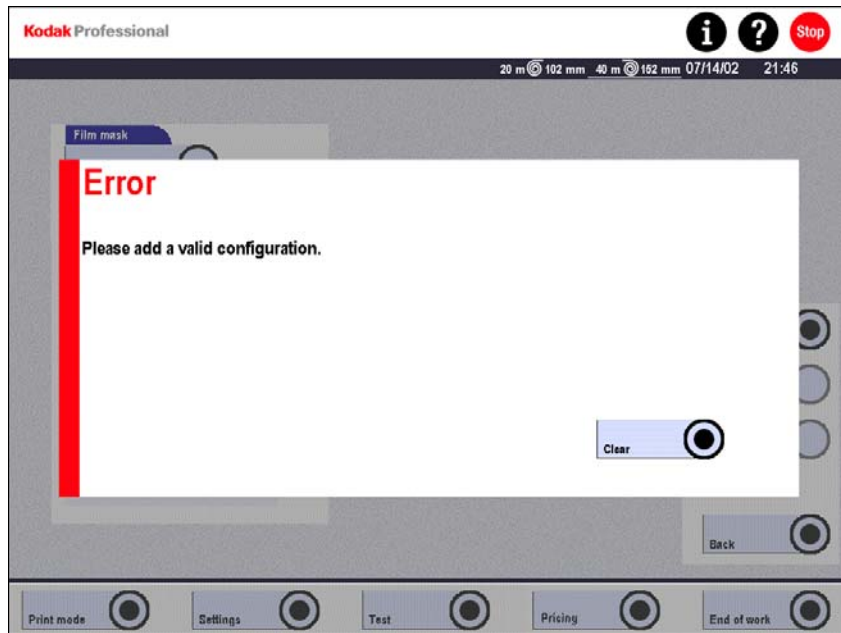 Kodak Professional
i ? Stop
20 m 102 mm 40 m 152 mm 07/14/02 21:46
Film mask
Error
Please add a valid configuration.
Clear
Back
Print mode Settings Test Pricing End of work